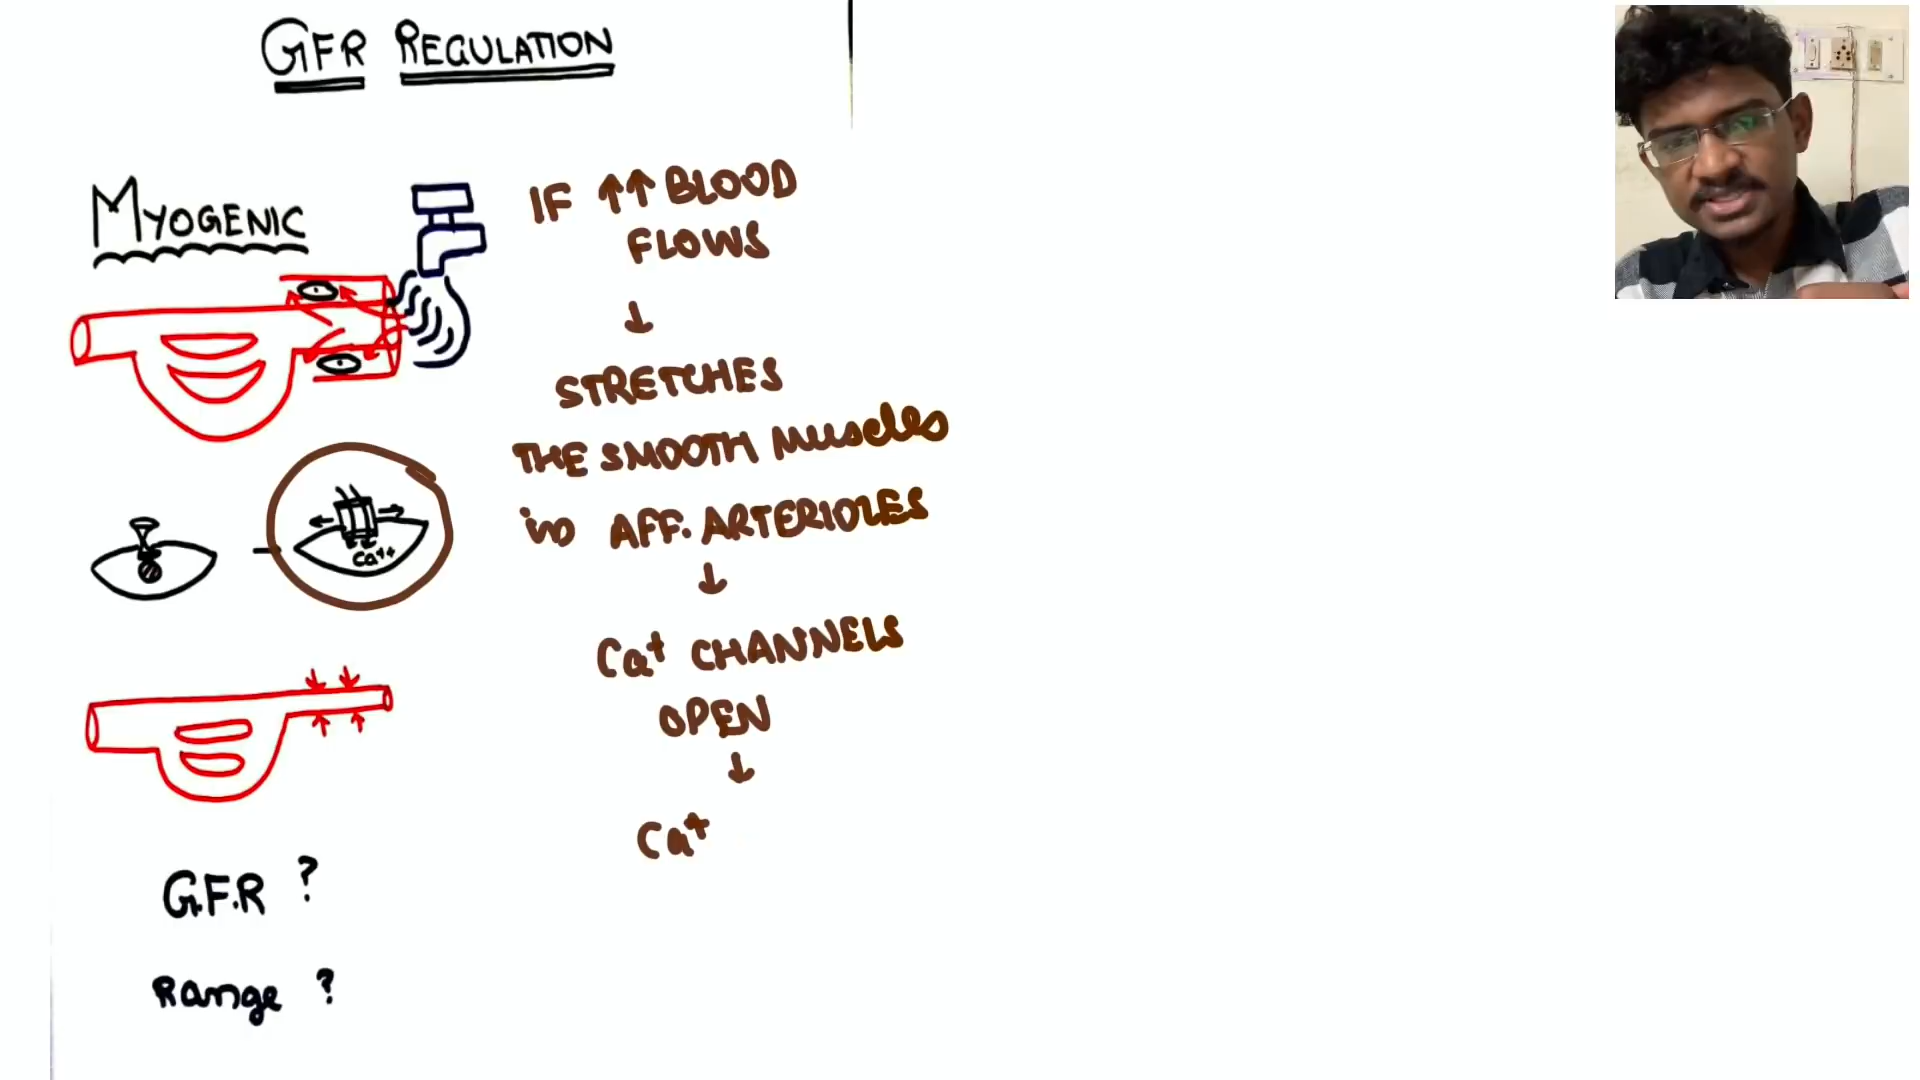 GFR REGULATION
MYOGENIC
IF ↑↑ BLOOD
FLOWS
↓
STRETCHES
THE SMOOTH MUSCLES
in AFF. ARTERIOLES
↓
Ca⁺ CHANNELS
OPEN
↓
Ca⁺
Ca⁺⁺
G.F.R ?
Range ?